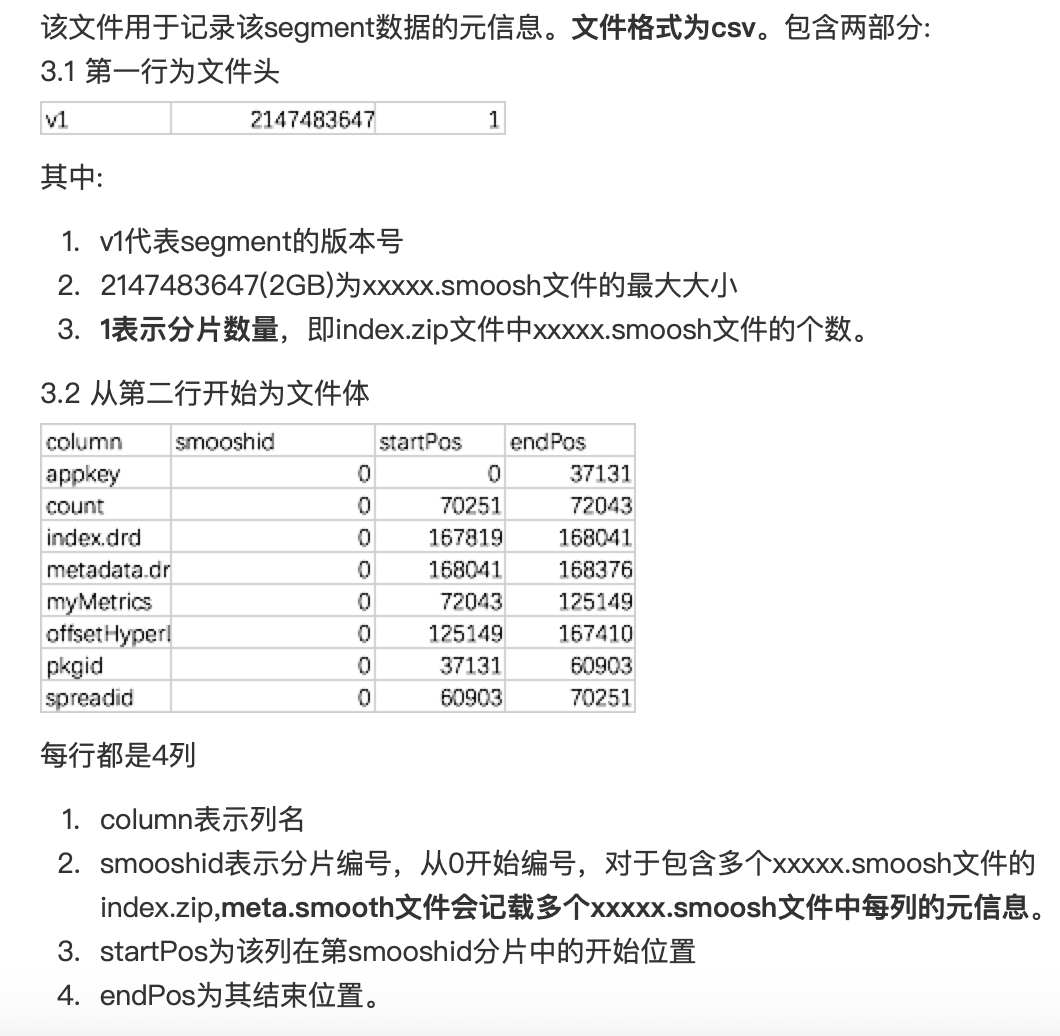 该文件用于记录该segment数据的元信息。文件格式为csv。包含两部分:
3.1 第一行为文件头
v1 2147483647 1
其中:
1. v1代表segment的版本号
2. 2147483647(2GB)为xxxxx.smoosh文件的最大大小
3. 1表示分片数量，即index.zip文件中xxxxx.smoosh文件的个数。
3.2 从第二行开始为文件体
column smooshid startPos endPos
appkey 0 0 37131
count 0 70251 72043
index.drd 0 167819 168041
metadata.dr 0 168041 168376
myMetrics 0 72043 125149
offsetHyperl 0 125149 167410
pkgid 0 37131 60903
spreadid 0 60903 70251
每行都是4列
1. column表示列名
2. smooshid表示分片编号，从0开始编号，对于包含多个xxxxx.smoosh文件的
index.zip,meta.smooth文件会记载多个xxxxx.smoosh文件中每列的元信息。
3. startPos为该列在第smooshid分片中的开始位置
4. endPos为其结束位置。